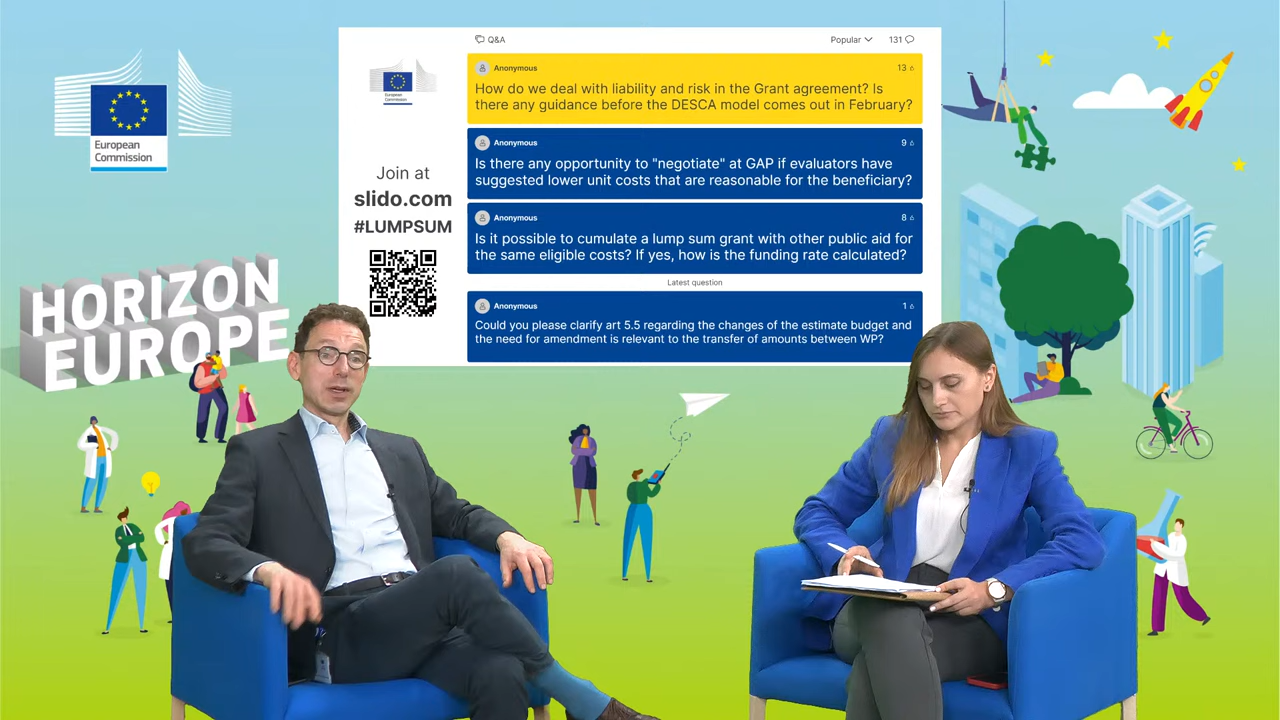 European
Commission
HORIZON
EUROPE
European
Commission
Join at
slido.com
#LUMPSUM
Q&A
Popular
131
Anonymous
13
How do we deal with liability and risk in the Grant agreement? Is
there any guidance before the DESCA model comes out in February?
Anonymous
9
Is there any opportunity to "negotiate" at GAP if evaluators have
suggested lower unit costs that are reasonable for the beneficiary?
Anonymous
8
Is it possible to cumulate a lump sum grant with other public aid for
the same eligible costs? If yes, how is the funding rate calculated?
Latest question
Anonymous
1
Could you please clarify art 5.5 regarding the changes of the estimate budget and
the need for amendment is relevant to the transfer of amounts between WP?